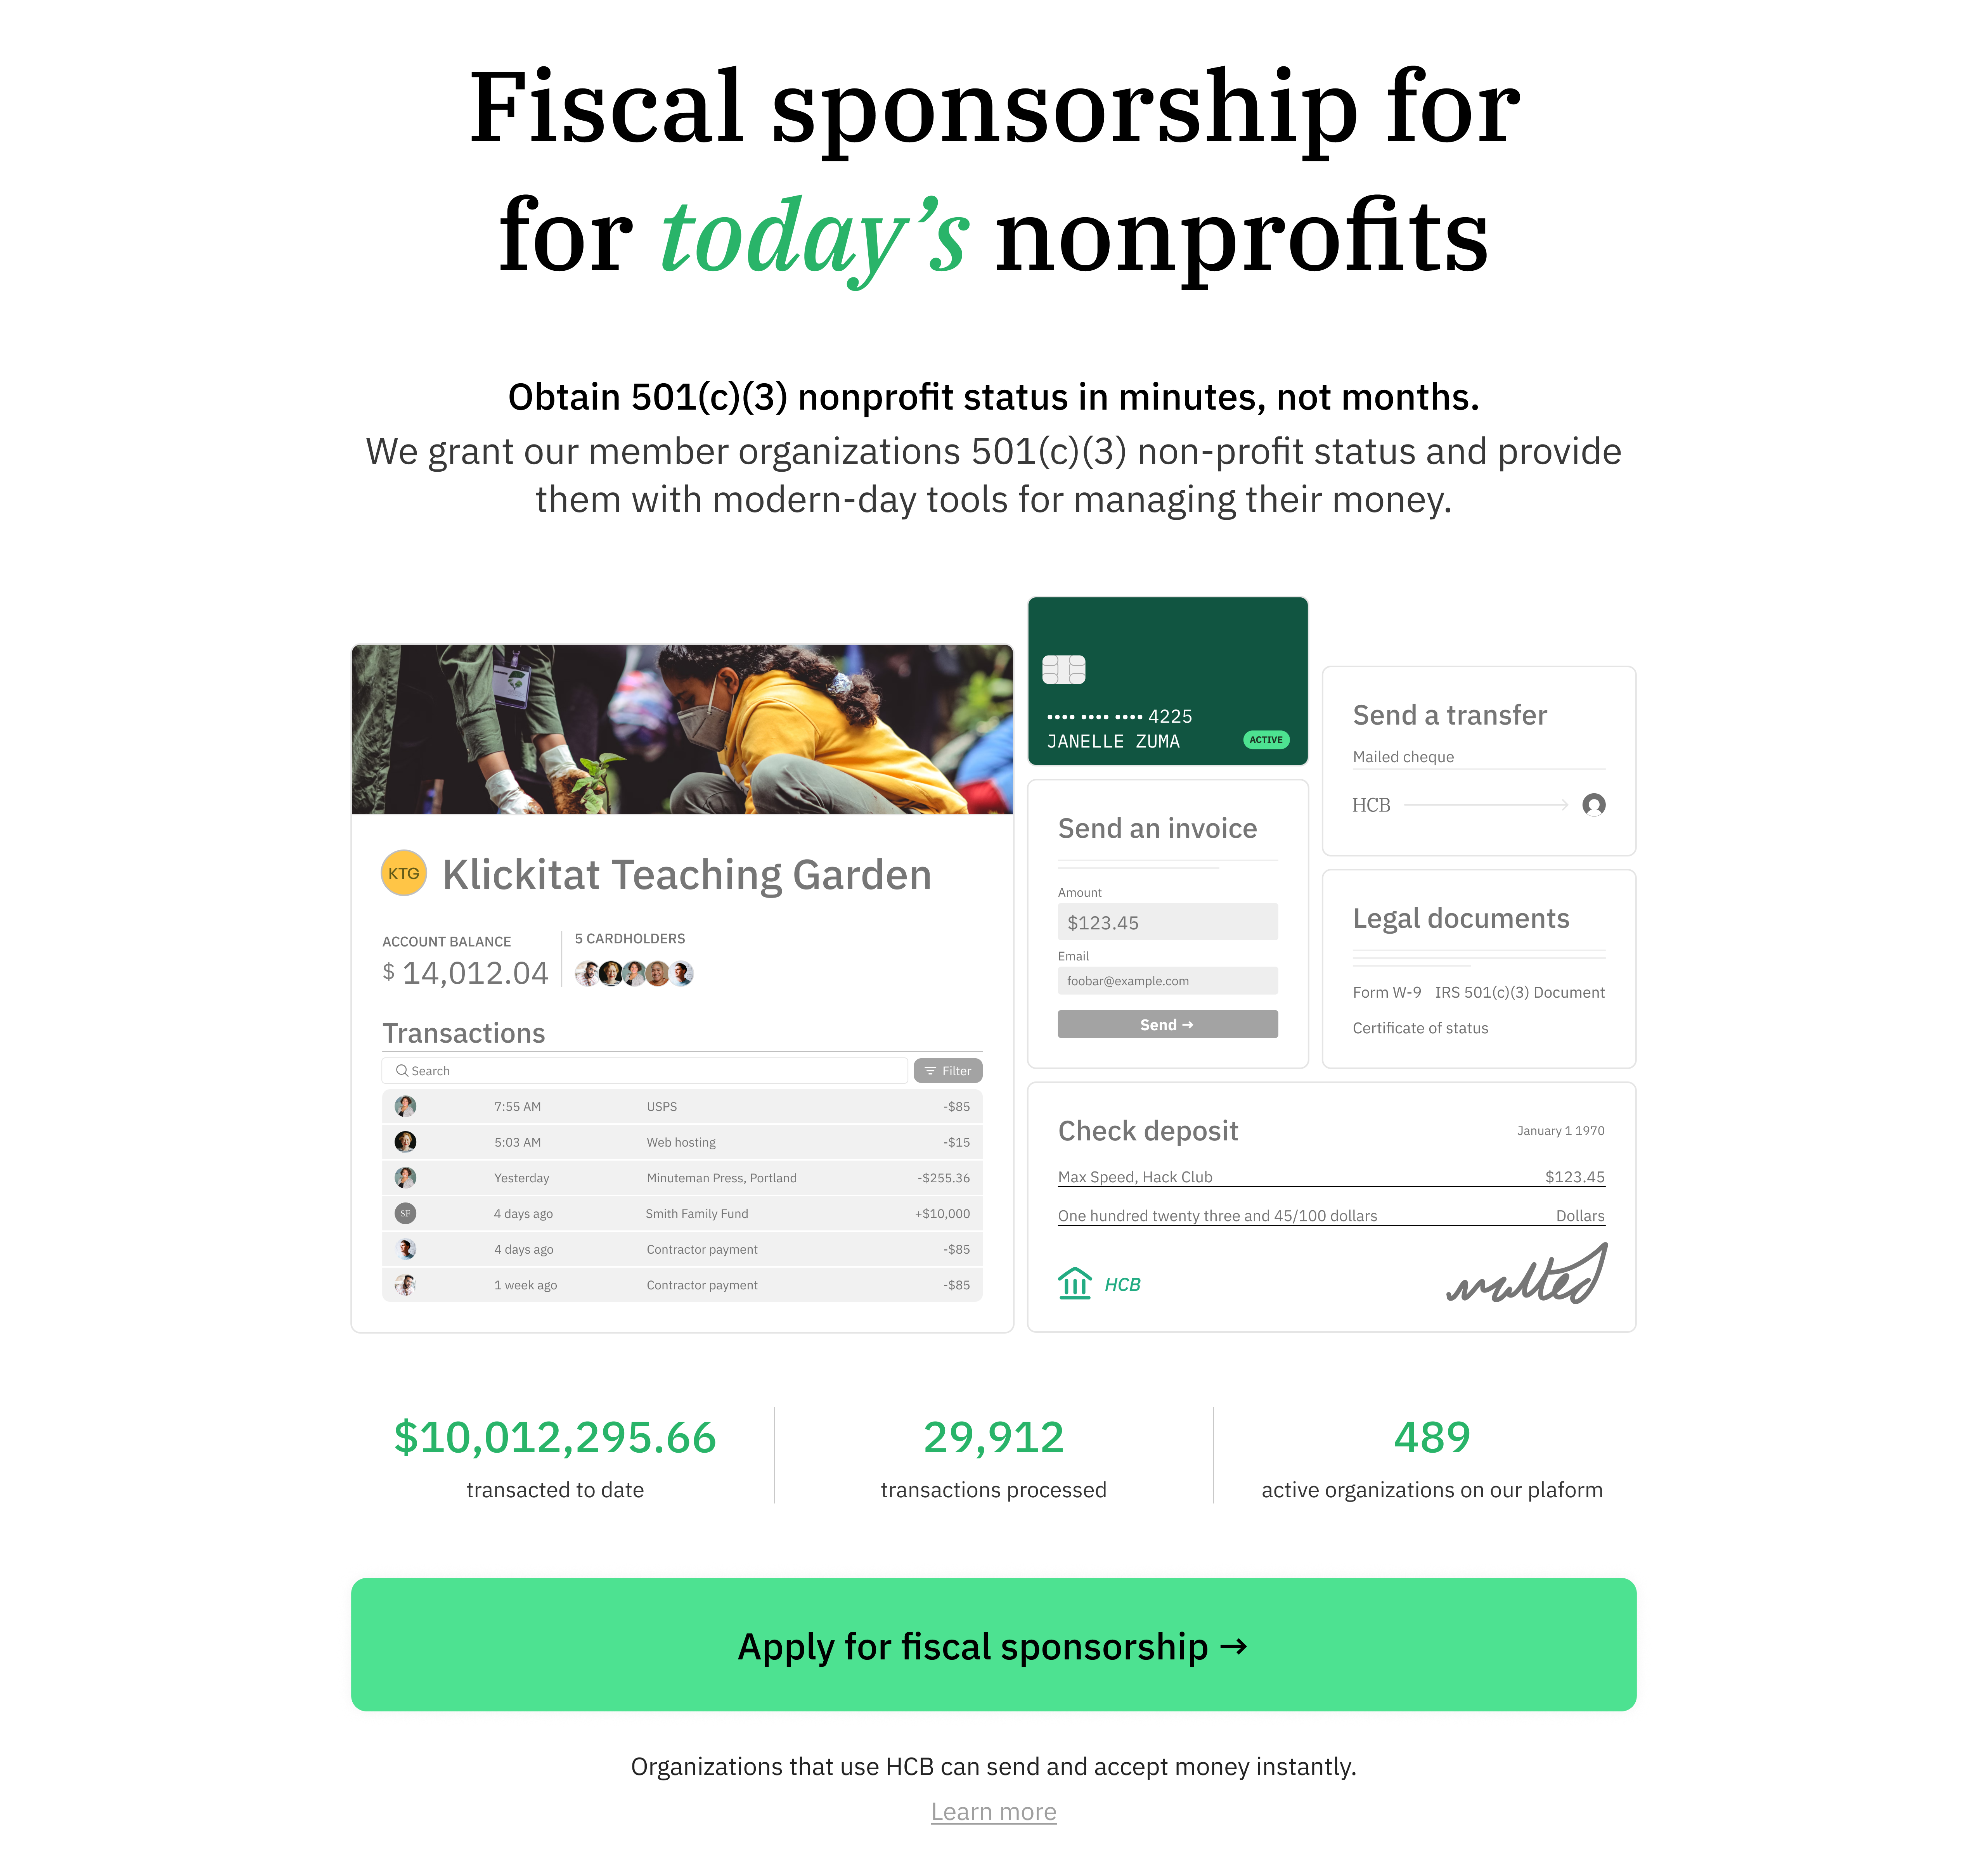 Fiscal sponsorship for
for today’s nonprofits
Obtain 501(c)(3) nonprofit status in minutes, not months.
We grant our member organizations 501(c)(3) non-profit status and provide
them with modern-day tools for managing their money.
KTG Klickitat Teaching Garden
ACCOUNT BALANCE
$ 14,012.04
5 CARDHOLDERS
Transactions
Search
Filter
7:55 AM USPS -$85
5:03 AM Web hosting -$15
Yesterday Minuteman Press, Portland -$255.36
SF 4 days ago Smith Family Fund +$10,000
4 days ago Contractor payment -$85
1 week ago Contractor payment -$85
•••• •••• •••• 4225
JANELLE ZUMA
ACTIVE
Send an invoice
Amount
$123.45
Email
foobar@example.com
Send →
Send a transfer
Mailed cheque
HCB
Legal documents
Form W-9 IRS 501(c)(3) Document
Certificate of status
Check deposit January 1 1970
Max Speed, Hack Club $123.45
One hundred twenty three and 45/100 dollars Dollars
HCB
$10,012,295.66
transacted to date
29,912
transactions processed
489
active organizations on our plaform
Apply for fiscal sponsorship →
Organizations that use HCB can send and accept money instantly.
Learn more